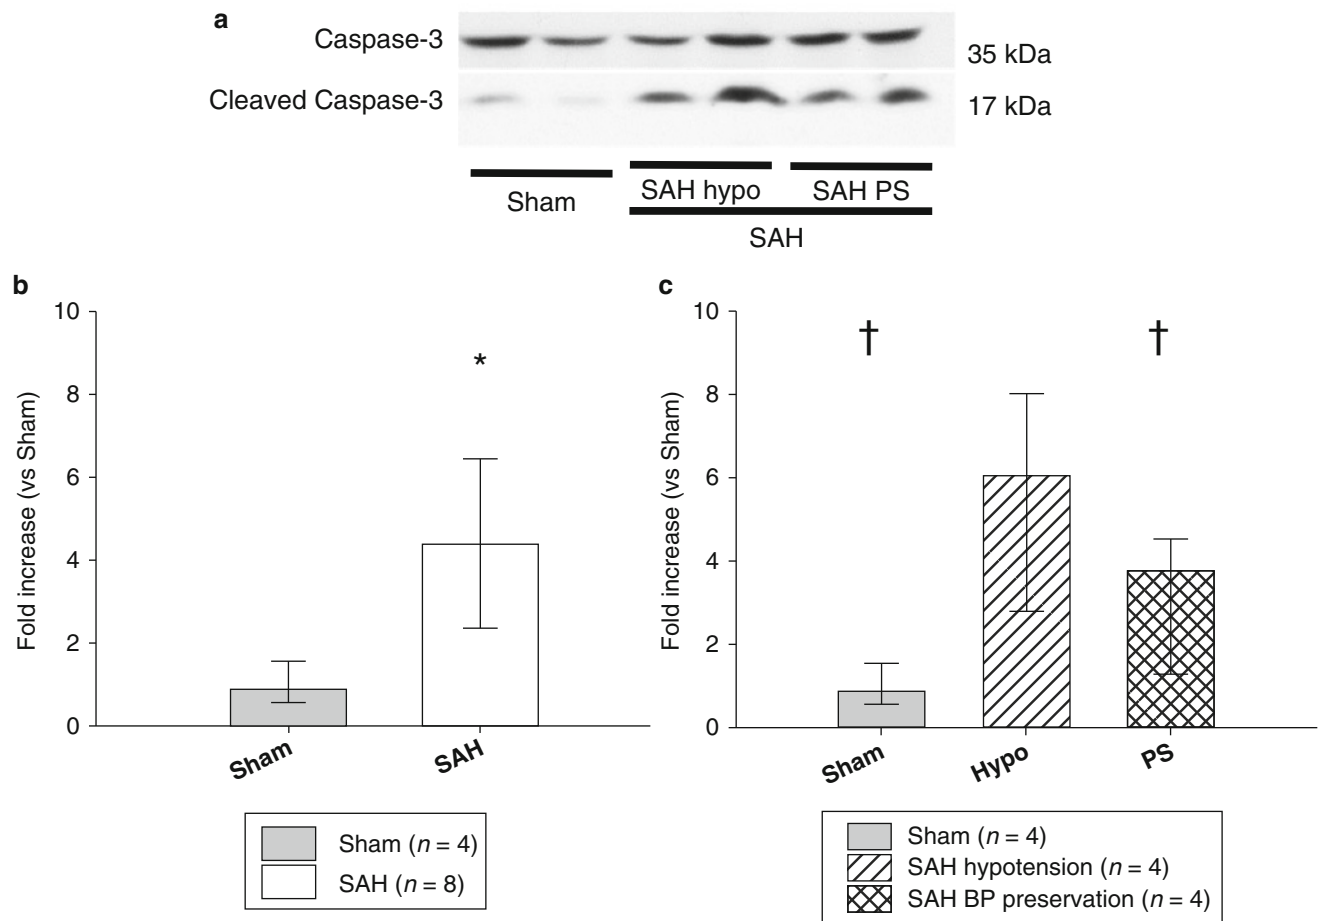 a
Caspase-3
35 kDa
Cleaved Caspase-3
17 kDa
Sham
SAH hypo
SAH PS
SAH
b
10
8
6
4
2
0
Fold increase (vs Sham)
*
Sham
SAH
Sham (n = 4)
SAH (n = 8)
c
10
8
6
4
2
0
Fold increase (vs Sham)
†
†
Sham
Hypo
PS
Sham (n = 4)
SAH hypotension (n = 4)
SAH BP preservation (n = 4)